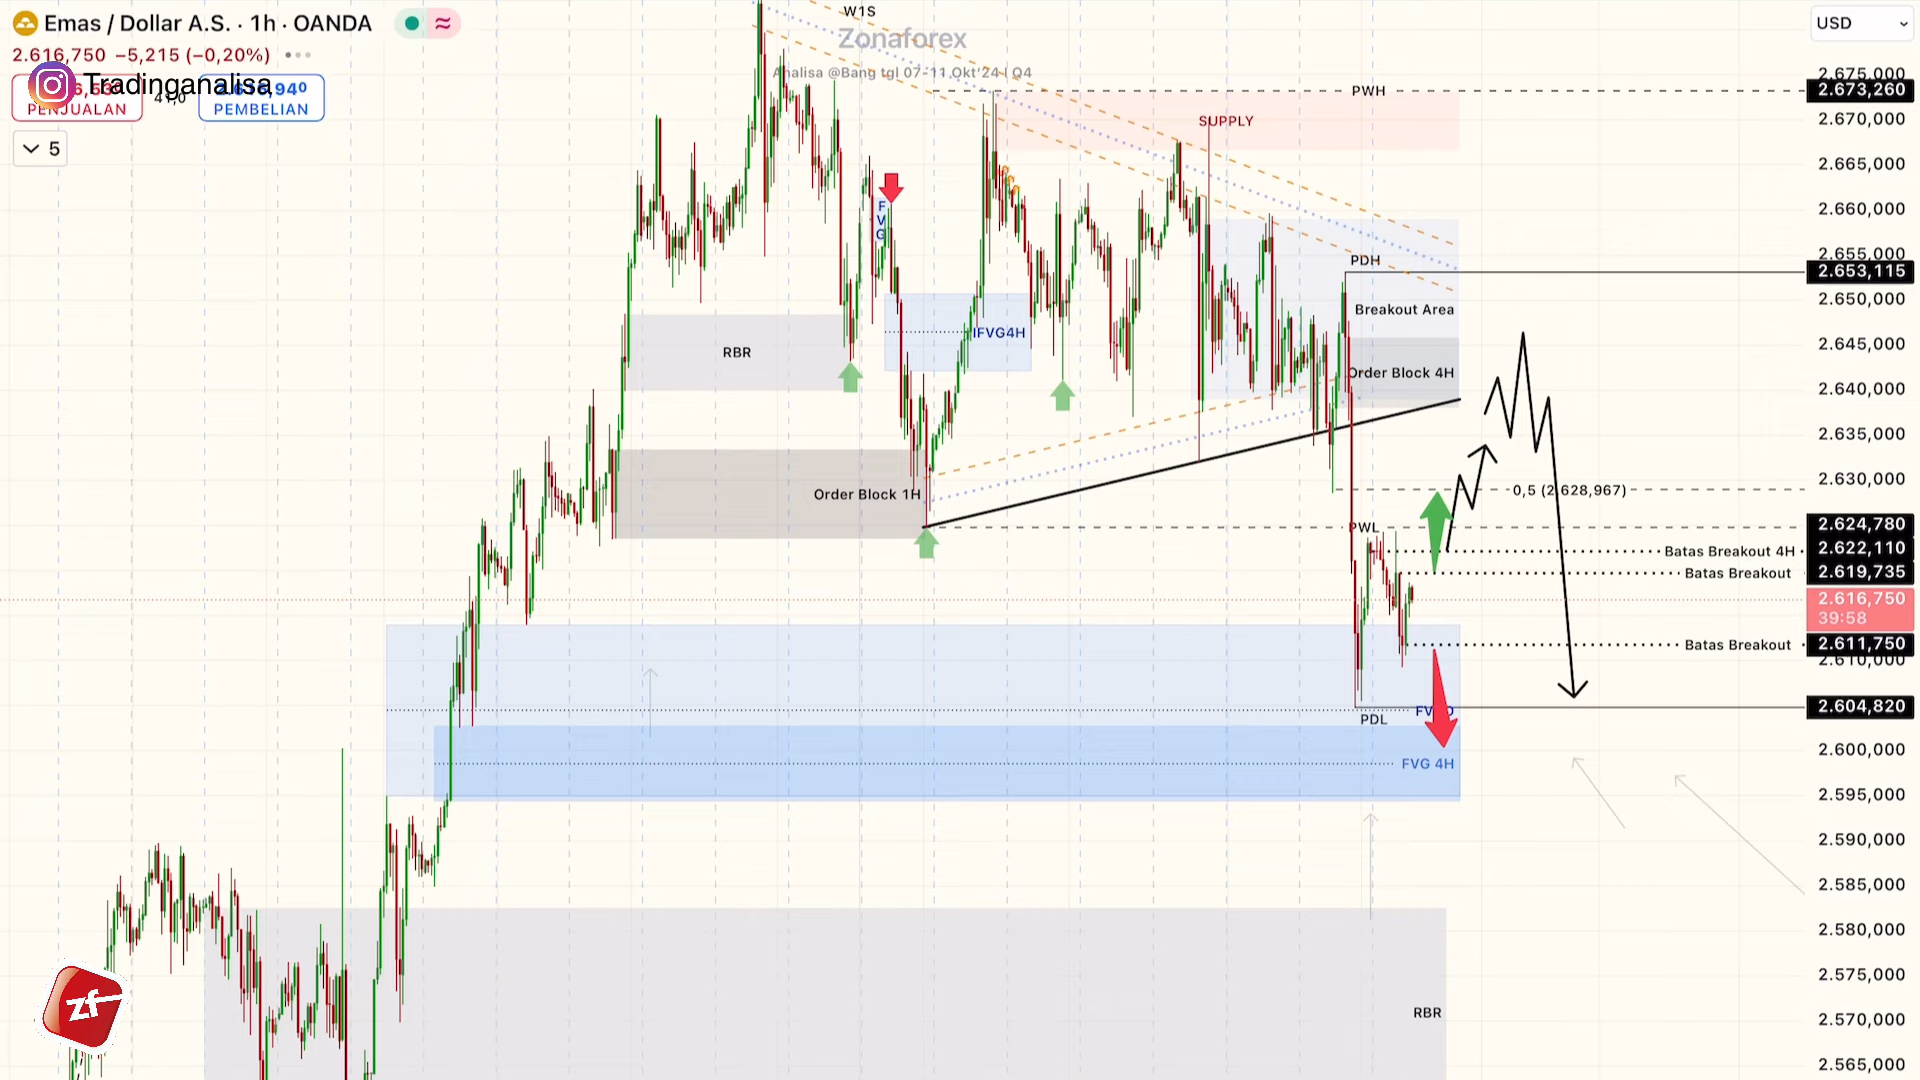 Emas / Dollar A.S. · 1h · OANDA
2.616,750 −5,215 (−0,20%)
Tradinganalisa
PENJUALAN
PEMBELIAN
5
USD
W1S
Zonaforex
Analisa @Bang tgl 07-11 Okt'24 | Q4
PWH
SUPPLY
FVG
PDH
Breakout Area
IFVG4H
RBR
Order Block 4H
Order Block 1H
0,5 (2.628,967)
PWL
Batas Breakout 4H
Batas Breakout
Batas Breakout
PDL
FVG 4H
RBR
zf
2.675,000
2.673,260
2.670,000
2.665,000
2.660,000
2.655,000
2.653,115
2.650,000
2.645,000
2.640,000
2.635,000
2.630,000
2.624,780
2.622,110
2.619,735
2.616,750
39:58
2.611,750
2.610,000
2.604,820
2.600,000
2.595,000
2.590,000
2.585,000
2.580,000
2.575,000
2.570,000
2.565,000